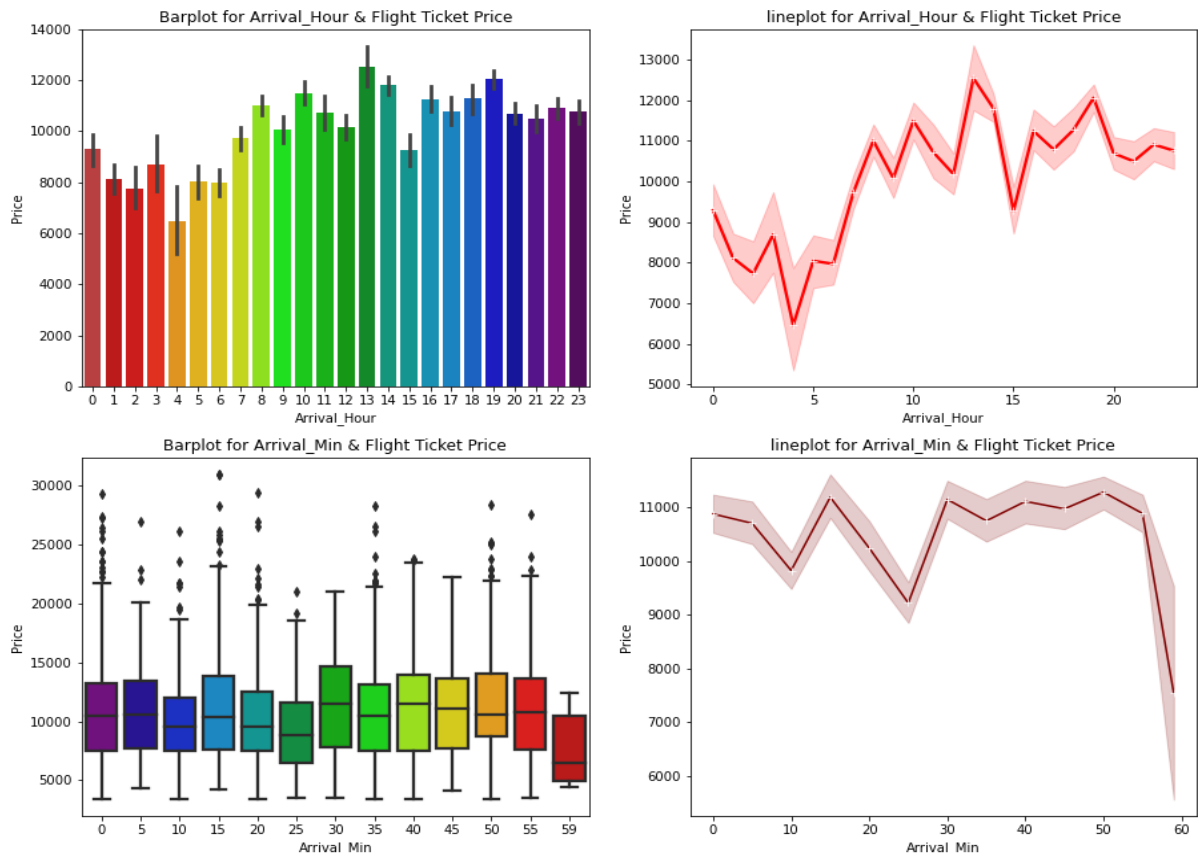 Barplot for Arrival_Hour & Flight Ticket Price
14000
12000
10000
8000
6000
4000
2000
0
Price
0 1 2 3 4 5 6 7 8 9 10 11 12 13 14 15 16 17 18 19 20 21 22 23
Arrival_Hour
lineplot for Arrival_Hour & Flight Ticket Price
13000
12000
11000
10000
9000
8000
7000
6000
5000
Price
0 5 10 15 20
Arrival_Hour
Barplot for Arrival_Min & Flight Ticket Price
30000
25000
20000
15000
10000
5000
Price
0 5 10 15 20 25 30 35 40 45 50 55 59
Arrival_Min
lineplot for Arrival_Min & Flight Ticket Price
11000
10000
9000
8000
7000
6000
Price
0 10 20 30 40 50 60
Arrival_Min